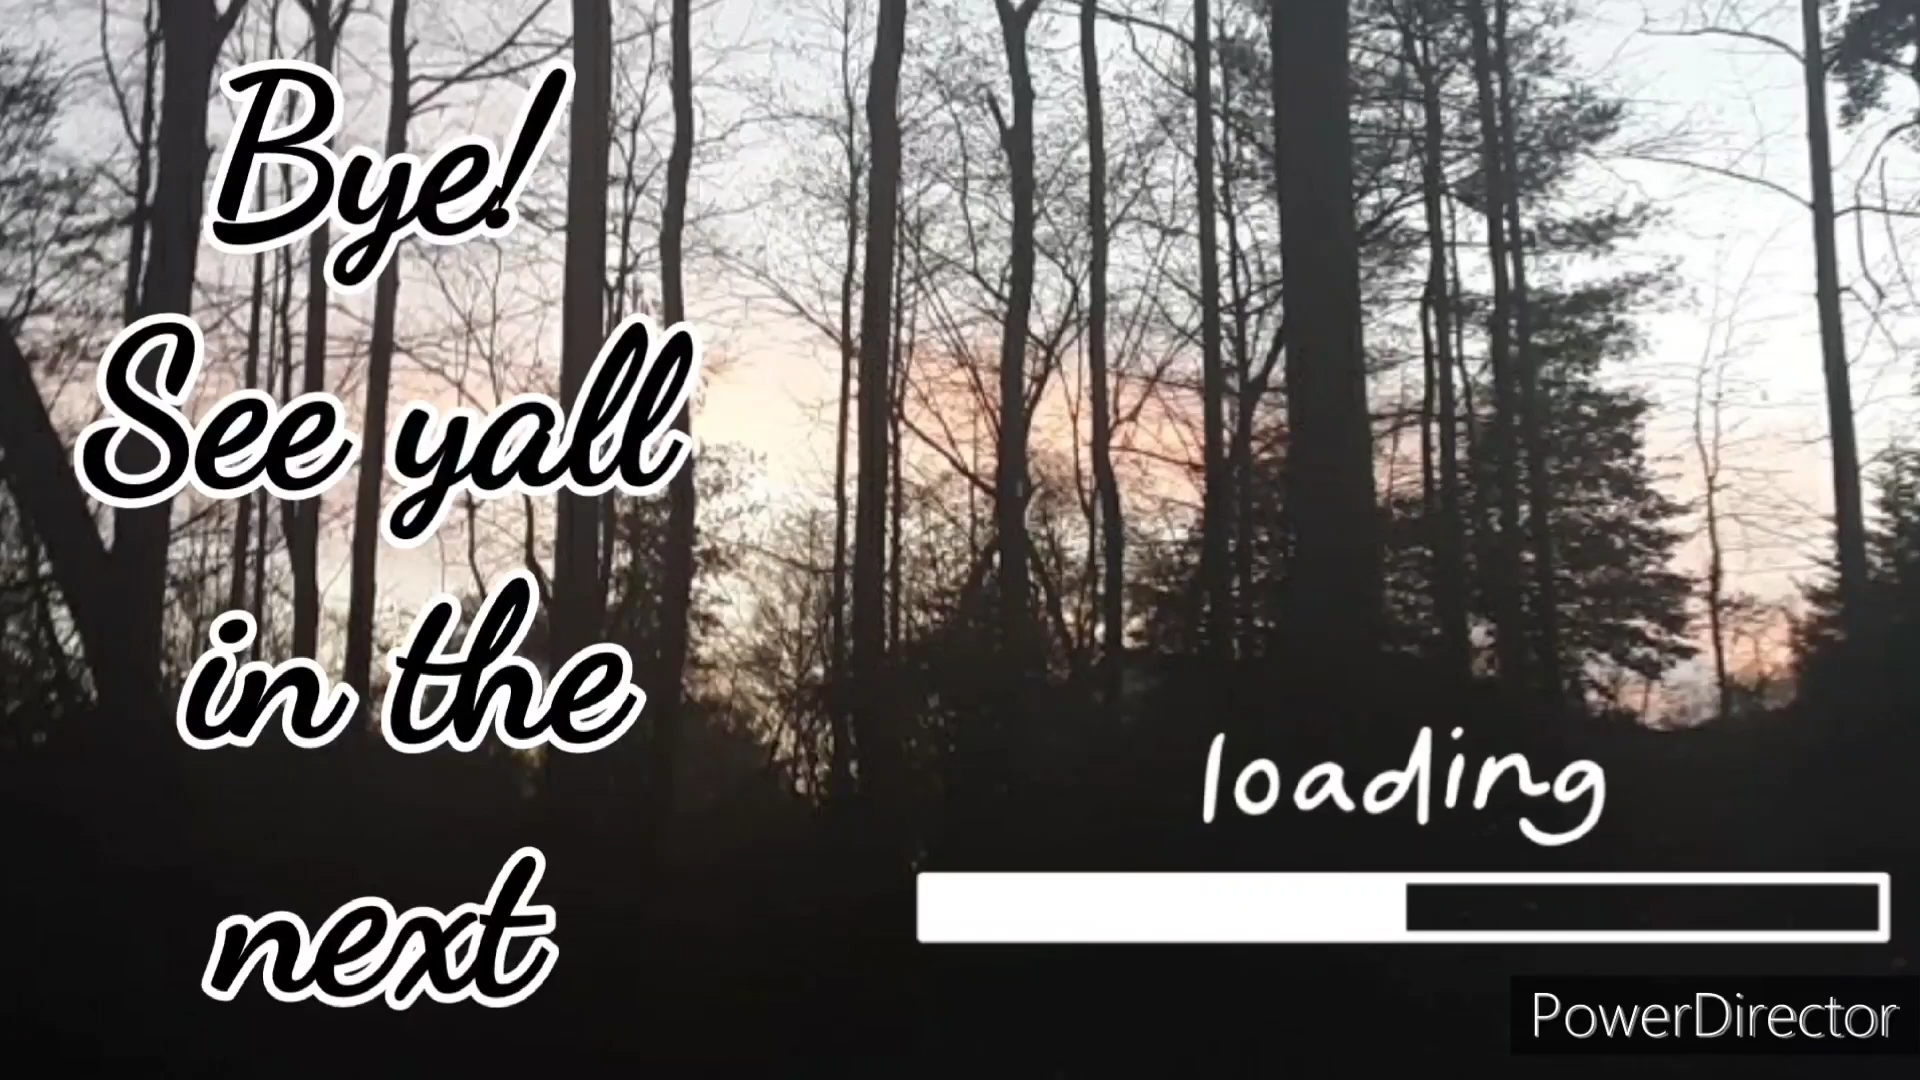 Bye!
See yall
in the
next
loading
PowerDirector